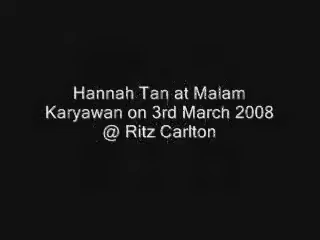 Hannah Tan at Malam
Karyawan on 3rd March 2008
@ Ritz Carlton